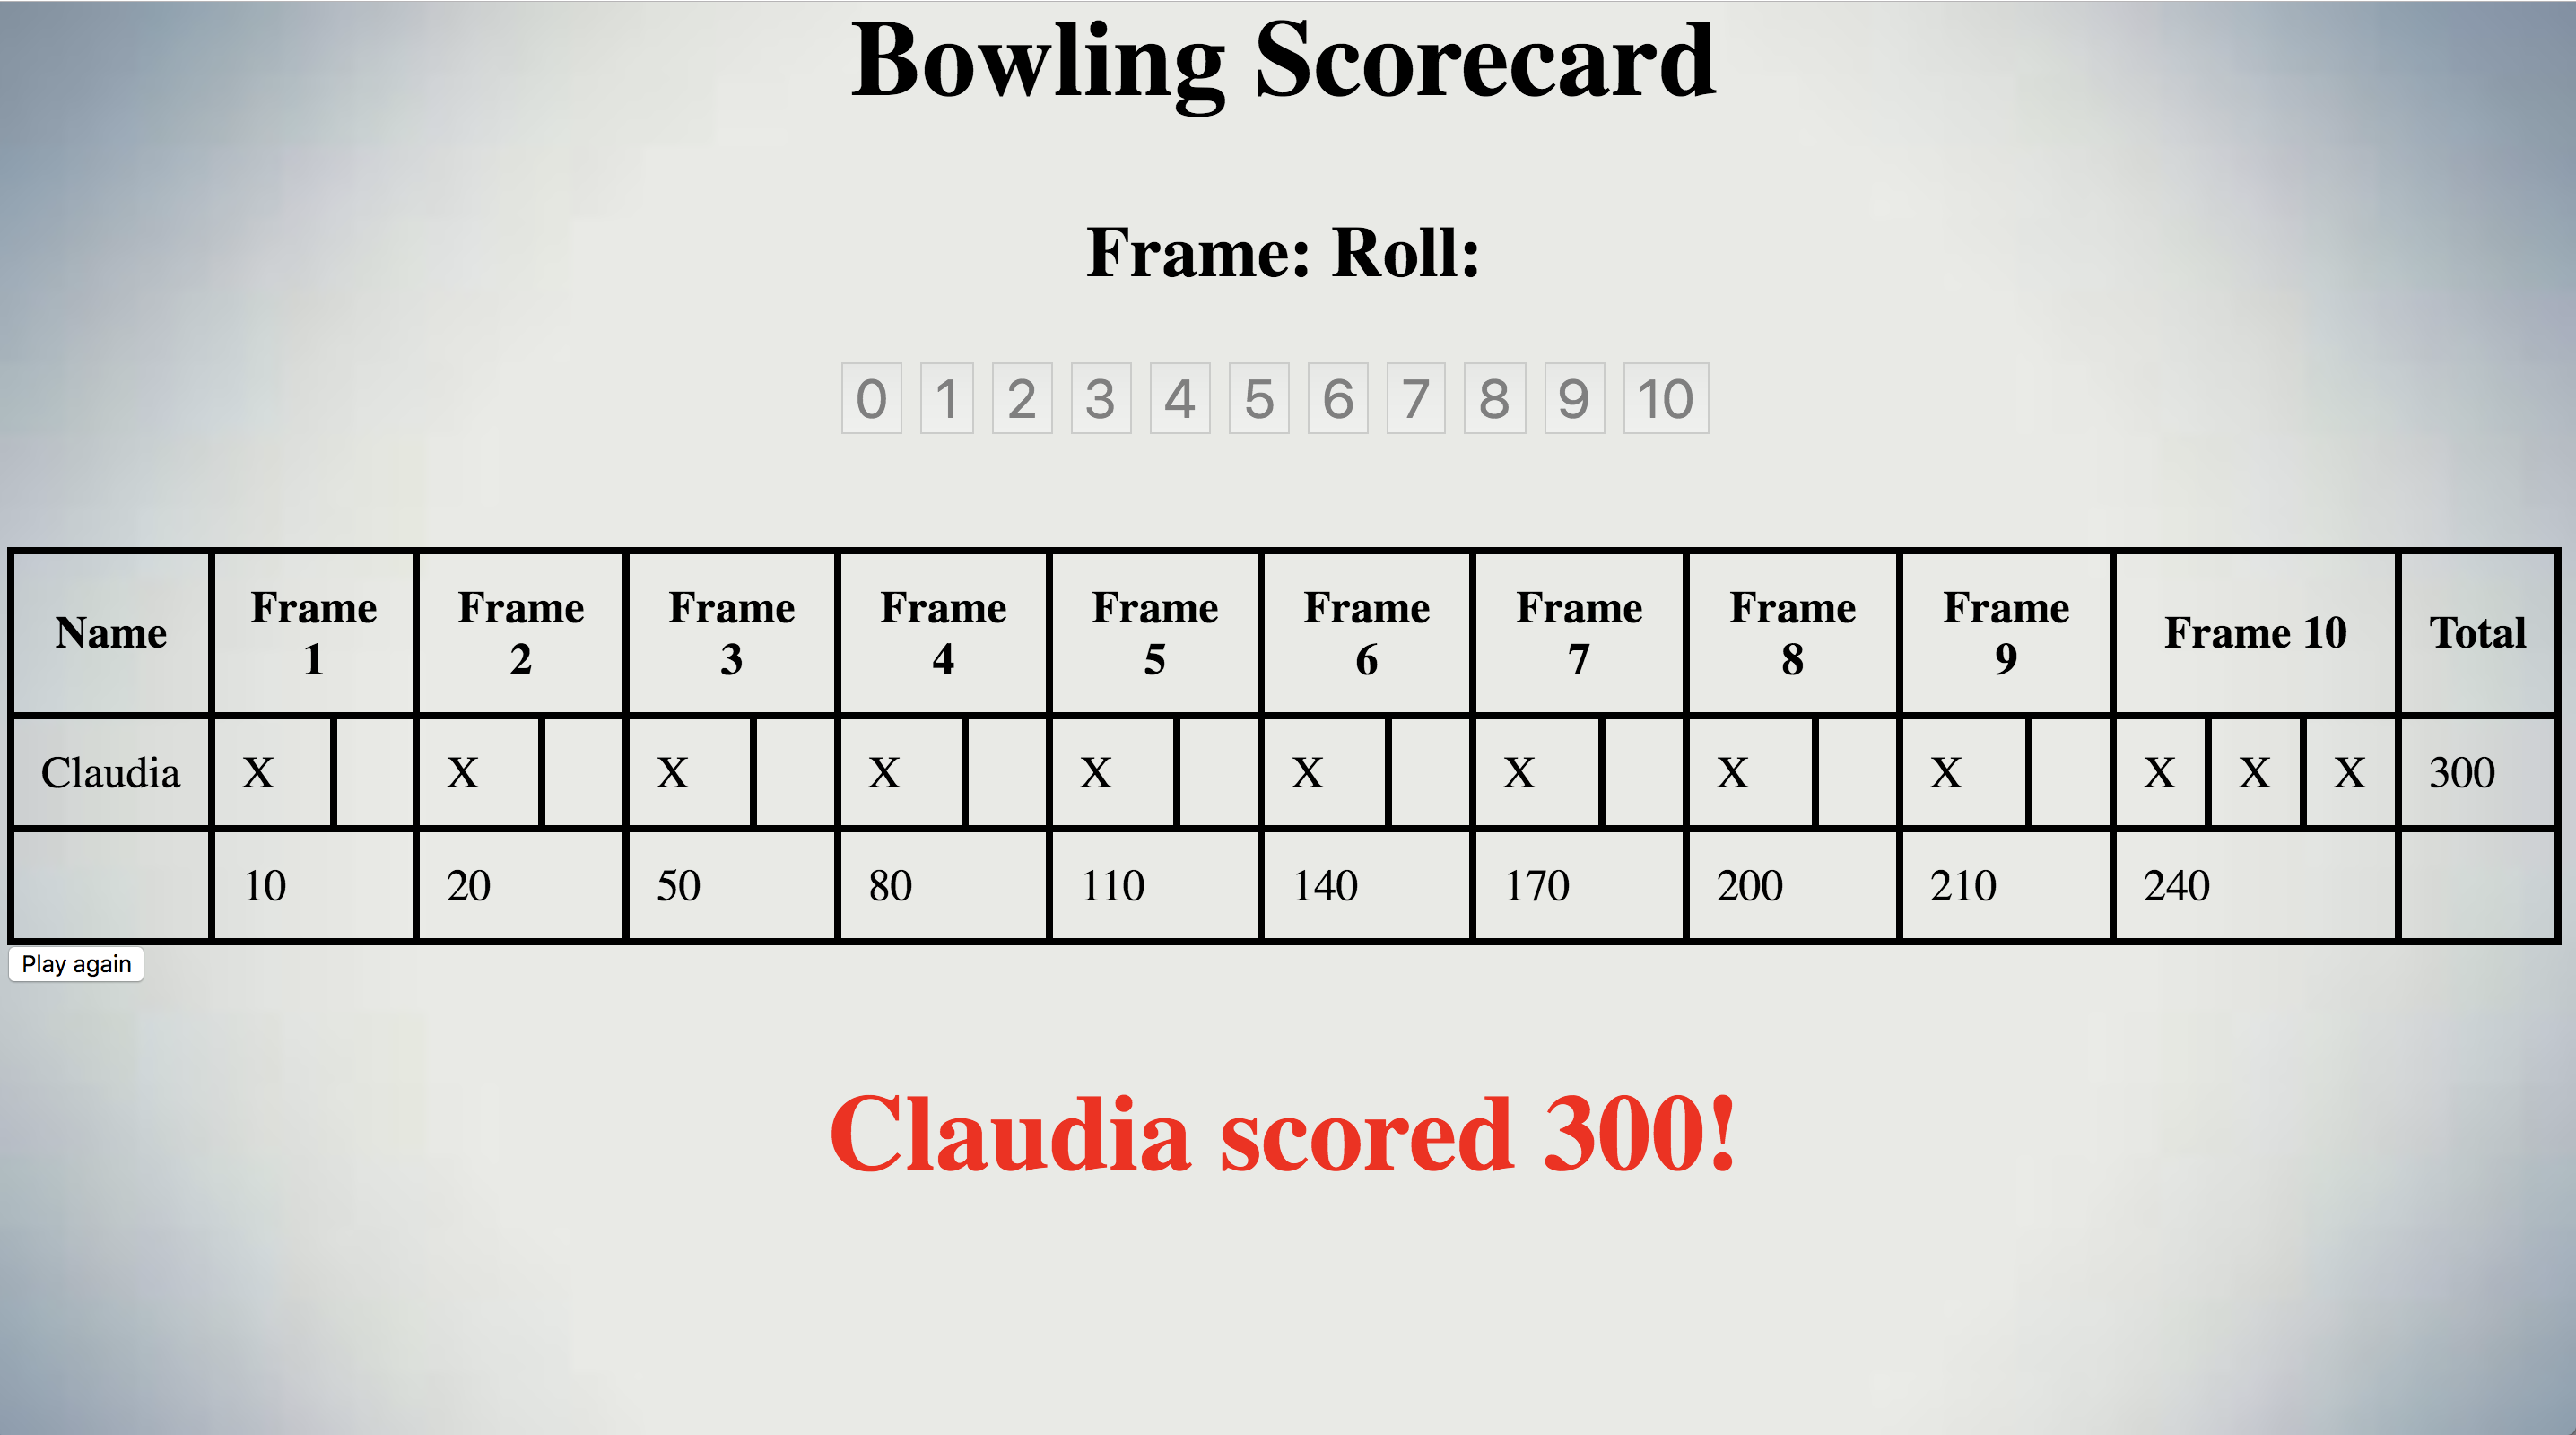 Bowling Scorecard
Frame: Roll:
0 1 2 3 4 5 6 7 8 9 10
Name Frame 1 Frame 2 Frame 3 Frame 4 Frame 5 Frame 6 Frame 7 Frame 8 Frame 9 Frame 10 Total
Claudia X X X X X X X X X X X X 300
10 20 50 80 110 140 170 200 210 240
Play again
Claudia scored 300!